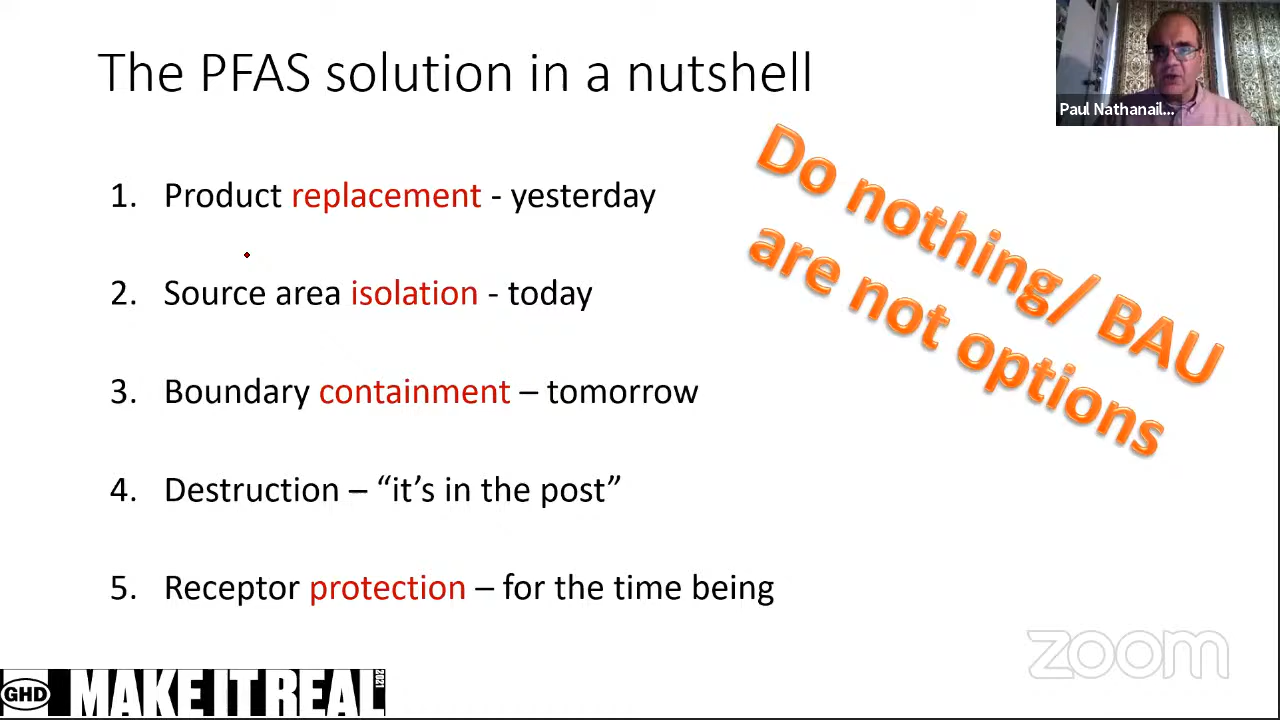 The PFAS solution in a nutshell
Paul Nathanail...
Do nothing/ BAU
are not options
1. Product replacement - yesterday
2. Source area isolation - today
3. Boundary containment – tomorrow
4. Destruction – “it’s in the post”
5. Receptor protection – for the time being
zoom
GHD MAKE IT REAL 2021